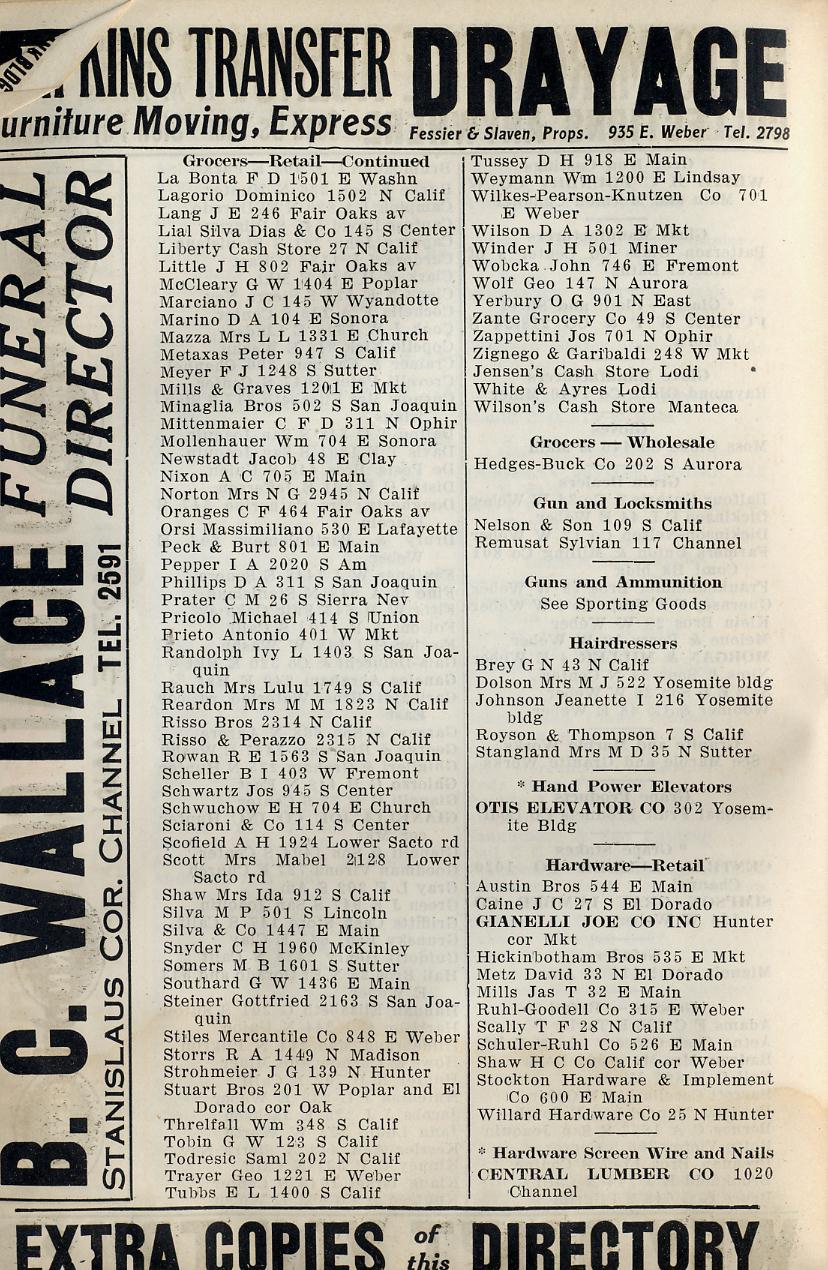 NK BLDG
KINS TRANSFER DRAYAGE
urniture Moving, Express Fessier & Slaven, Props. 935 E. Weber Tel. 2798
B. C. WALLACE FUNERAL DIRECTOR
STANISLAUS COR. CHANNEL TEL. 2591
Grocers—Retail—Continued
La Bonta F D 1501 E Washn
Lagorio Dominico 1502 N Calif
Lang J E 246 Fair Oaks av
Lial Silva Dias & Co 145 S Center
Liberty Cash Store 27 N Calif
Little J H 802 Fair Oaks av
McCleary G W 1404 E Poplar
Marciano J C 145 W Wyandotte
Marino D A 104 E Sonora
Mazza Mrs L L 1331 E Church
Metaxas Peter 947 S Calif
Meyer F J 1248 S Sutter
Mills & Graves 1201 E Mkt
Minaglia Bros 502 S San Joaquin
Mittenmaier C F D 311 N Ophir
Mollenhauer Wm 704 E Sonora
Newstadt Jacob 48 E Clay
Nixon A C 705 E Main
Norton Mrs N G 2945 N Calif
Oranges C F 464 Fair Oaks av
Orsi Massimiliano 530 E Lafayette
Peck & Burt 801 E Main
Pepper I A 2020 S Am
Phillips D A 311 S San Joaquin
Prater C M 26 S Sierra Nev
Pricolo Michael 414 S Union
Prieto Antonio 401 W Mkt
Randolph Ivy L 1403 S San Joa-
quin
Rauch Mrs Lulu 1749 S Calif
Reardon Mrs M M 1823 N Calif
Risso Bros 2314 N Calif
Risso & Perazzo 2315 N Calif
Rowan R E 1563 S San Joaquin
Scheller B I 403 W Fremont
Schwartz Jos 945 S Center
Schwuchow E H 704 E Church
Sciaroni & Co 114 S Center
Scofield A H 1924 Lower Sacto rd
Scott Mrs Mabel 2128 Lower
Sacto rd
Shaw Mrs Ida 912 S Calif
Silva M P 501 S Lincoln
Silva & Co 1447 E Main
Snyder C H 1960 McKinley
Somers M B 1601 S Sutter
Southard G W 1436 E Main
Steiner Gottfried 2163 S San Joa-
quin
Stiles Mercantile Co 848 E Weber
Storrs R A 1449 N Madison
Strohmeier J G 139 N Hunter
Stuart Bros 201 W Poplar and El
Dorado cor Oak
Threlfall Wm 348 S Calif
Tobin G W 123 S Calif
Todresic Saml 202 N Calif
Trayer Geo 1221 E Weber
Tubbs E L 1400 S Calif
Tussey D H 918 E Main
Weymann Wm 1200 E Lindsay
Wilkes-Pearson-Knutzen Co 701
E Weber
Wilson D A 1302 E Mkt
Winder J H 501 Miner
Wobcka John 746 E Fremont
Wolf Geo 147 N Aurora
Yerbury O G 901 N East
Zante Grocery Co 49 S Center
Zappettini Jos 701 N Ophir
Zignego & Garibaldi 248 W Mkt
Jensen's Cash Store Lodi
White & Ayres Lodi
Wilson's Cash Store Manteca
Grocers — Wholesale
Hedges-Buck Co 202 S Aurora
Gun and Locksmiths
Nelson & Son 109 S Calif
Remusat Sylvian 117 Channel
Guns and Ammunition
See Sporting Goods
Hairdressers
Brey G N 43 N Calif
Dolson Mrs M J 522 Yosemite bldg
Johnson Jeanette I 216 Yosemite
bldg
Royson & Thompson 7 S Calif
Stangland Mrs M D 35 N Sutter
* Hand Power Elevators
OTIS ELEVATOR CO 302 Yosem-
ite Bldg
Hardware—Retail
Austin Bros 544 E Main
Caine J C 27 S El Dorado
GIANELLI JOE CO INC Hunter
cor Mkt
Hickinbotham Bros 535 E Mkt
Metz David 33 N El Dorado
Mills Jas T 32 E Main
Ruhl-Goodell Co 315 E Weber
Scally T F 28 N Calif
Schuler-Ruhl Co 526 E Main
Shaw H C Co Calif cor Weber
Stockton Hardware & Implement
Co 600 E Main
Willard Hardware Co 25 N Hunter
* Hardware Screen Wire and Nails
CENTRAL LUMBER CO 1020
Channel
EXTRA COPIES of this DIRECTORY